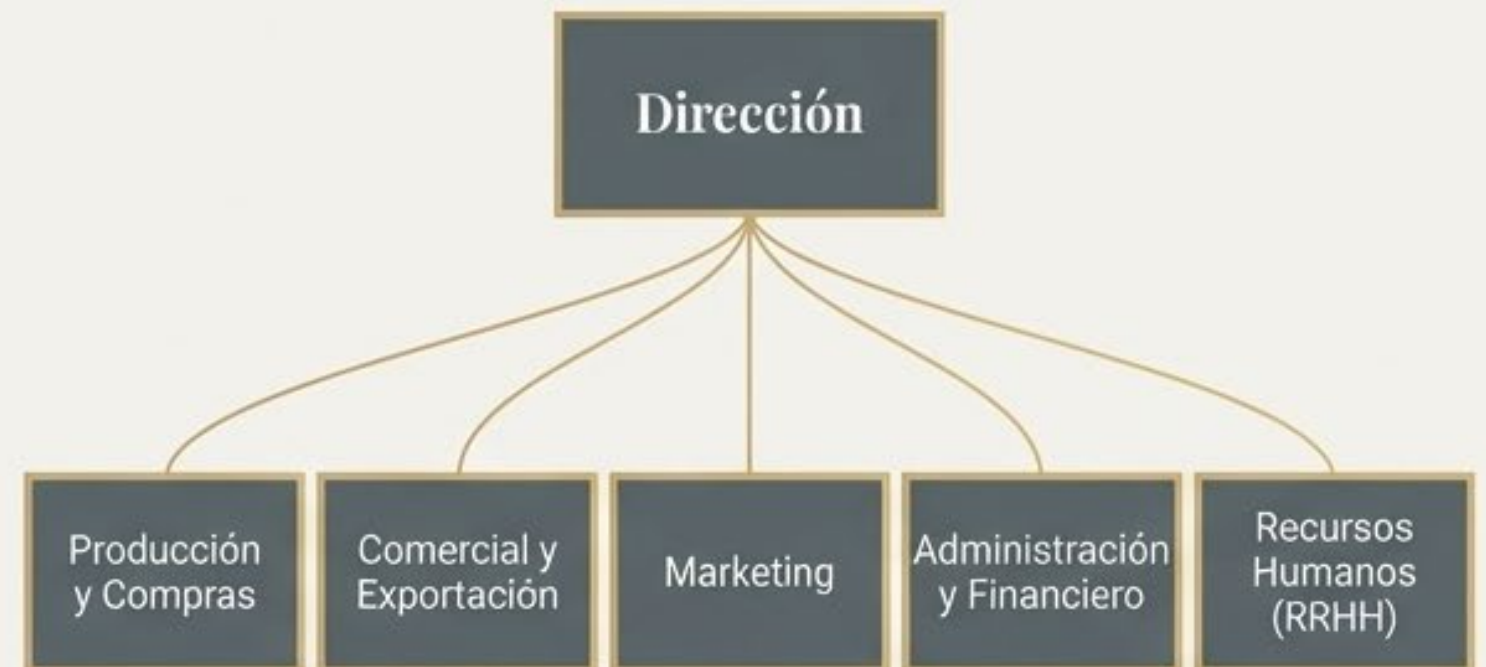 Dirección
Producción
y Compras
Comercial y
Exportación
Marketing
Administración
y Financiero
Recursos
Humanos
(RRHH)